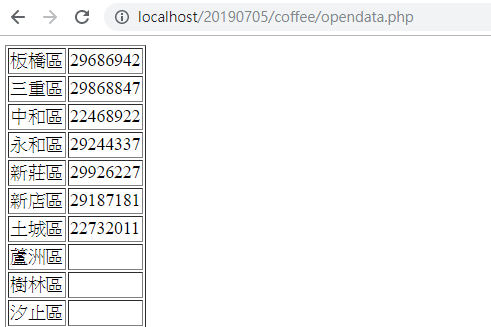 localhost/20190705/coffee/opendata.php
板橋區 29686942
三重區 29868847
中和區 22468922
永和區 29244337
新莊區 29926227
新店區 29187181
土城區 22732011
蘆洲區
樹林區
汐止區